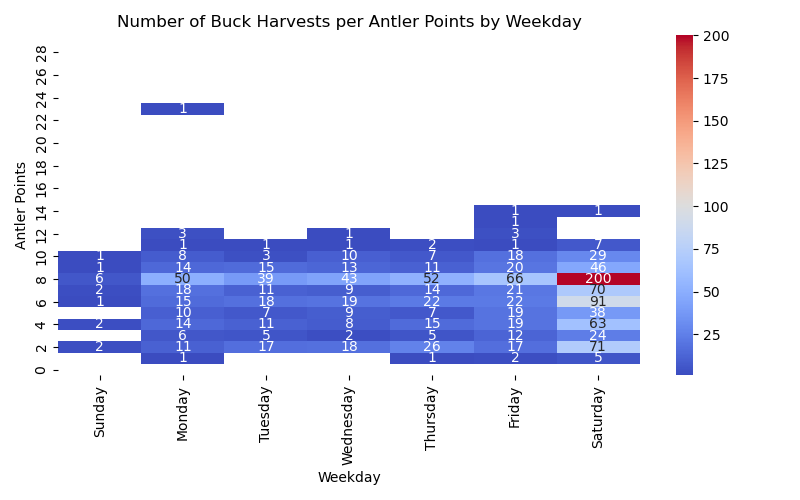 Number of Buck Harvests per Antler Points by Weekday
28
26
24
1
22
20
18
16
14 1 1
1
12 3 1 3
1 1 1 2 1 7
10 1 8 3 10 7 18 29
1 14 15 13 11 20 46
8 6 50 39 43 52 66 200
2 18 11 9 14 21 70
6 1 15 18 19 22 22 91
10 7 9 7 19 38
4 2 14 11 8 15 19 63
6 5 2 5 12 24
2 2 11 17 18 26 17 71
1 1 2 5
0
Antler Points
Sunday Monday Tuesday Wednesday Thursday Friday Saturday
Weekday
200
175
150
125
100
75
50
25